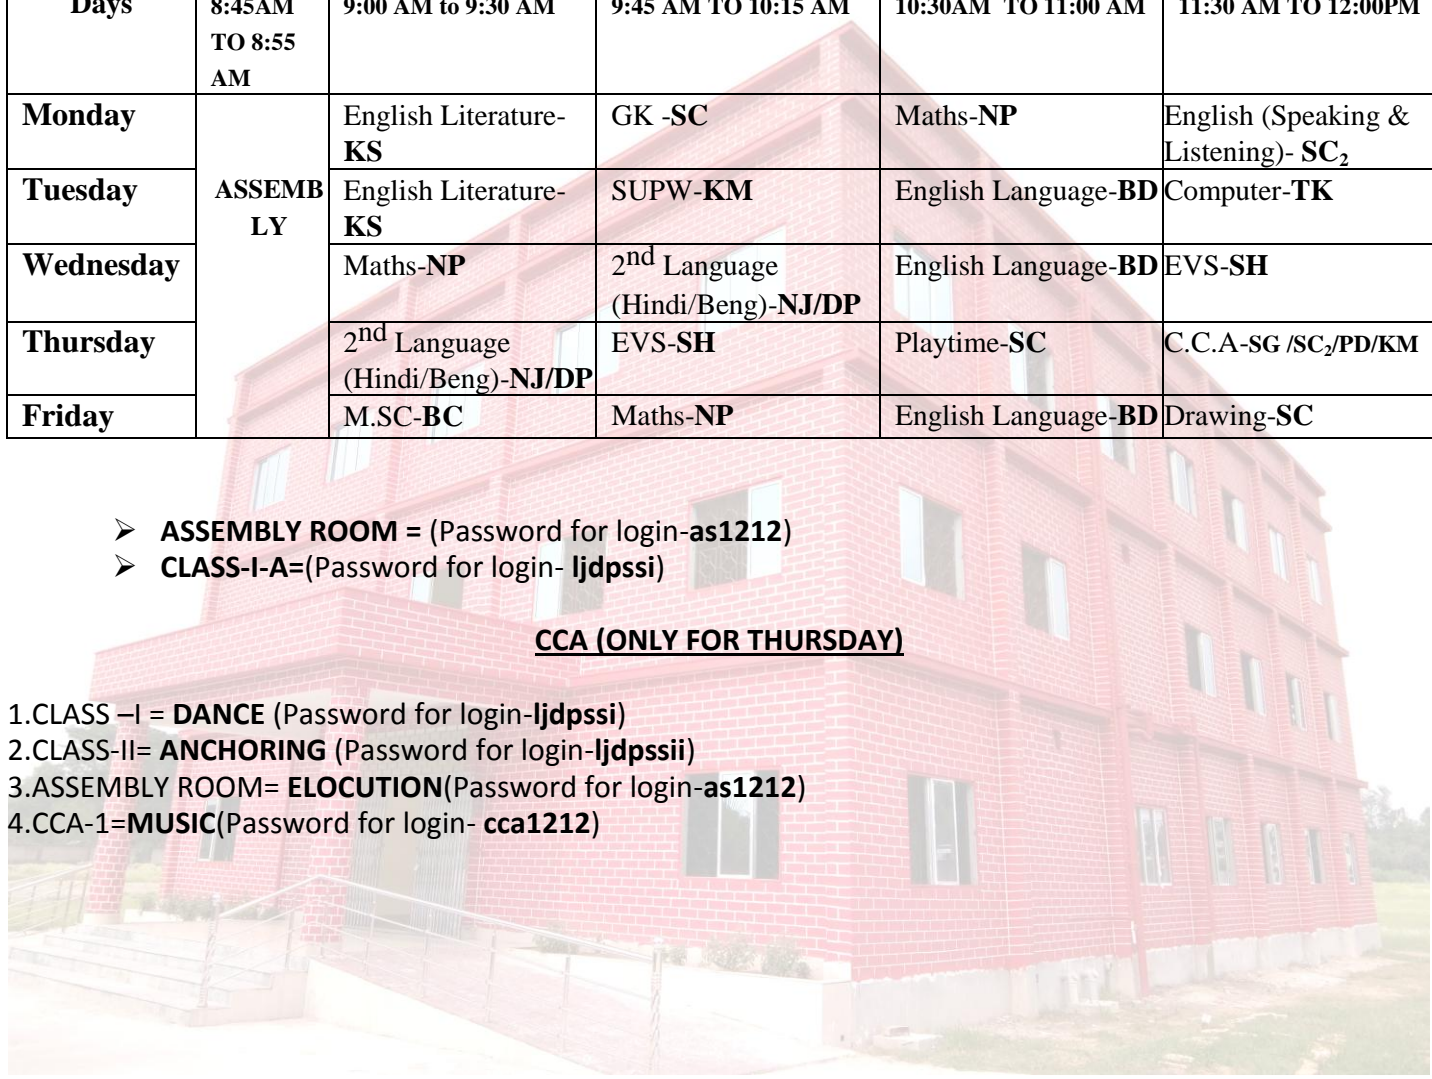 Days 8:45AM TO 8:55 AM 9:00 AM to 9:30 AM 9:45 AM TO 10:15 AM 10:30AM TO 11:00 AM 11:30 AM TO 12:00PM
Monday ASSEMBLY English Literature-KS GK -SC Maths-NP English (Speaking & Listening)- SC₂
Tuesday English Literature-KS SUPW-KM English Language-BD Computer-TK
Wednesday Maths-NP 2nd Language (Hindi/Beng)-NJ/DP English Language-BD EVS-SH
Thursday 2nd Language (Hindi/Beng)-NJ/DP EVS-SH Playtime-SC C.C.A-SG /SC₂/PD/KM
Friday M.SC-BC Maths-NP English Language-BD Drawing-SC
➢ ASSEMBLY ROOM = (Password for login-as1212)
➢ CLASS-I-A=(Password for login- ljdpssi)
CCA (ONLY FOR THURSDAY)
1.CLASS –I = DANCE (Password for login-ljdpssi)
2.CLASS-II= ANCHORING (Password for login-ljdpssii)
3.ASSEMBLY ROOM= ELOCUTION(Password for login-as1212)
4.CCA-1=MUSIC(Password for login- cca1212)